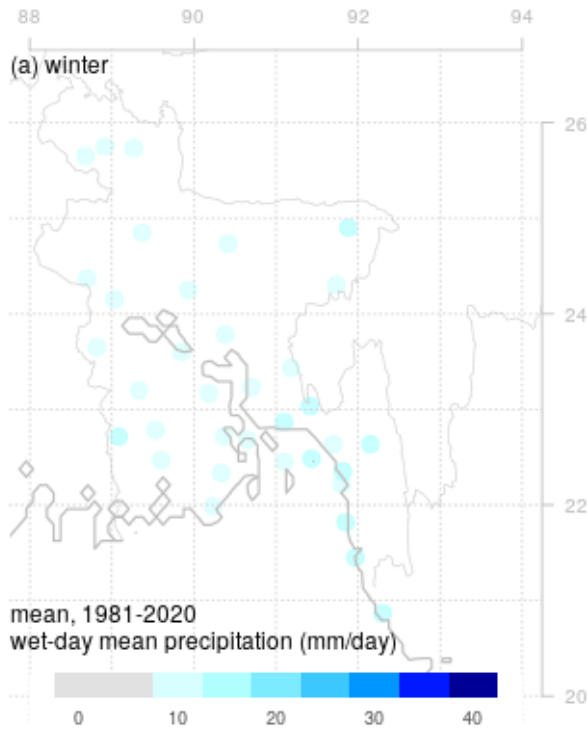 88 90 92 94
(a) winter
26
24
22
mean, 1981-2020
wet-day mean precipitation (mm/day)
20
0 10 20 30 40